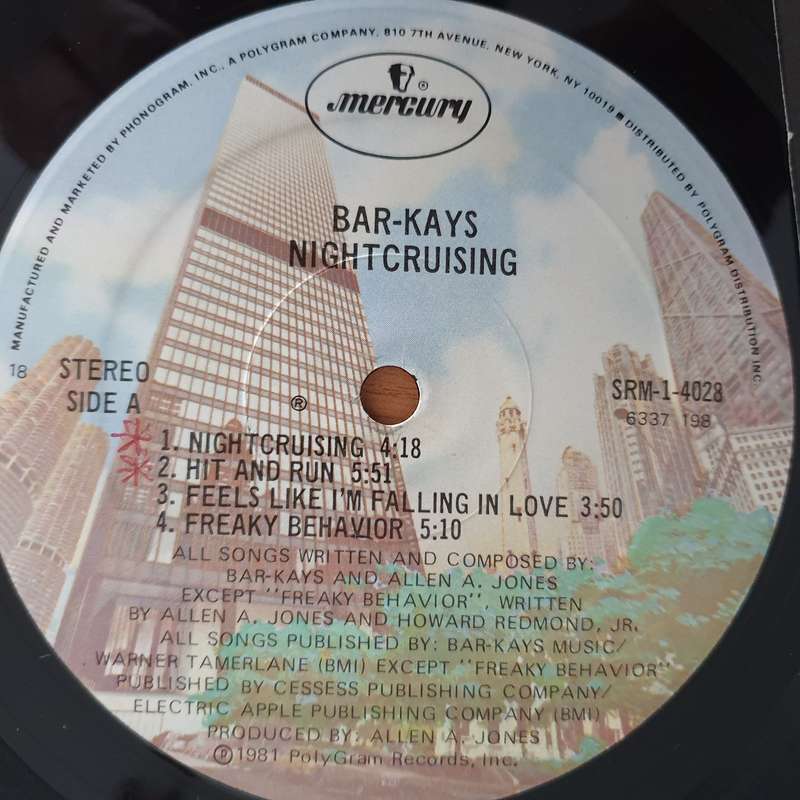 MANUFACTURED AND MARKETED BY PHONOGRAM, INC., A POLYGRAM COMPANY, 810 7TH AVENUE, NEW YORK, NY 10019 ■ DISTRIBUTED BY POLYGRAM DISTRIBUTION INC.
®
mercury
BAR-KAYS
NIGHTCRUISING
18
STEREO
SIDE A
Ⓡ
SRM-1-4028
6337 198
1. NIGHTCRUISING 4:18
2. HIT AND RUN 5:51
3. FEELS LIKE I'M FALLING IN LOVE 3:50
4. FREAKY BEHAVIOR 5:10
ALL SONGS WRITTEN AND COMPOSED BY:
BAR-KAYS AND ALLEN A. JONES
EXCEPT "FREAKY BEHAVIOR", WRITTEN
BY ALLEN A. JONES AND HOWARD REDMOND, JR.
ALL SONGS PUBLISHED BY: BAR-KAYS MUSIC/
WARNER TAMERLANE (BMI) EXCEPT "FREAKY BEHAVIOR"
PUBLISHED BY CESSESS PUBLISHING COMPANY/
ELECTRIC APPLE PUBLISHING COMPANY (BMI)
PRODUCED BY: ALLEN A. JONES
℗1981 PolyGram Records, Inc.